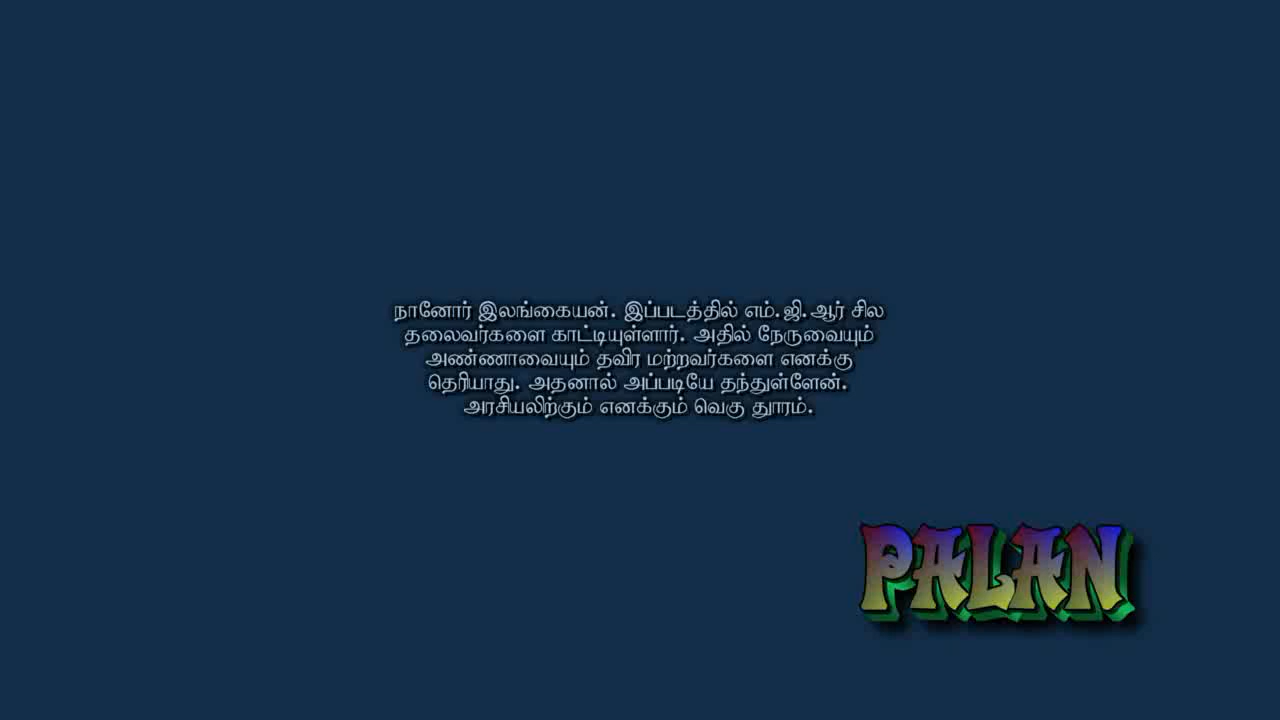 நானோர் இலங்கையன். இப்படத்தில் எம்.ஜி.ஆர் சில
தலைவர்களை காட்டியுள்ளார். அதில் நேருவையும்
அண்ணாவையும் தவிர மற்றவர்களை எனக்கு
தெரியாது. அதனால் அப்படியே தந்துள்ளேன்.
அரசியலிற்கும் எனக்கும் வெகு துாரம்.
PALAN